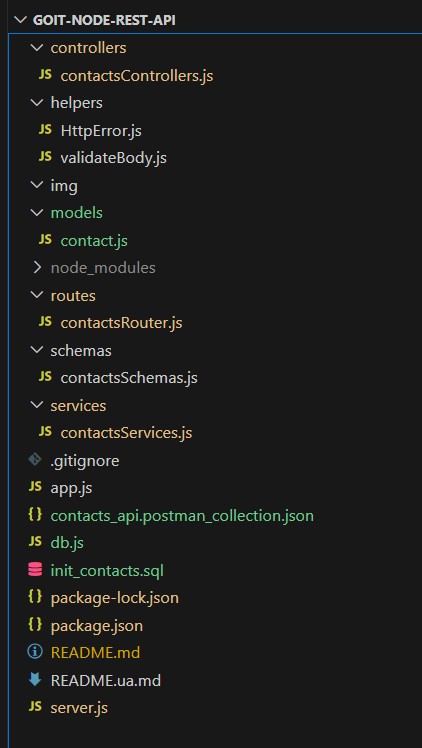 GOIT-NODE-REST-API
controllers
JS contactsControllers.js
helpers
JS HttpError.js
JS validateBody.js
img
models
JS contact.js
node_modules
routes
JS contactsRouter.js
schemas
JS contactsSchemas.js
services
JS contactsServices.js
.gitignore
JS app.js
{} contacts_api.postman_collection.json
JS db.js
init_contacts.sql
{} package-lock.json
{} package.json
README.md
README.ua.md
JS server.js